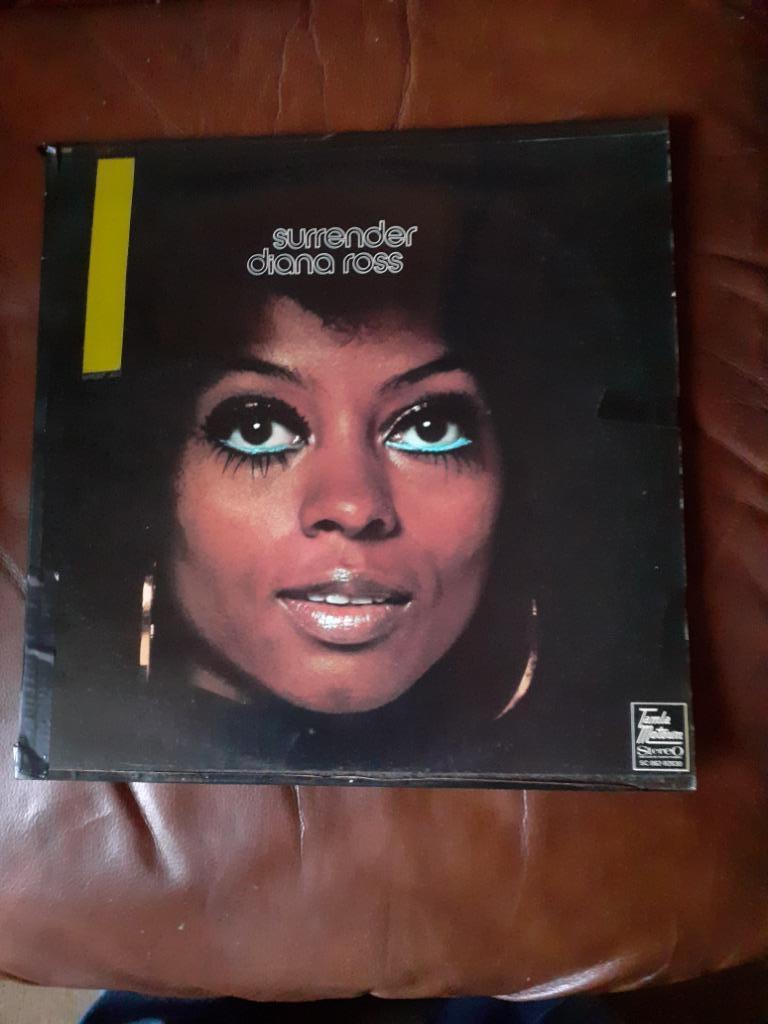 surrender
diana ross
Tamla
Motown
Stereo